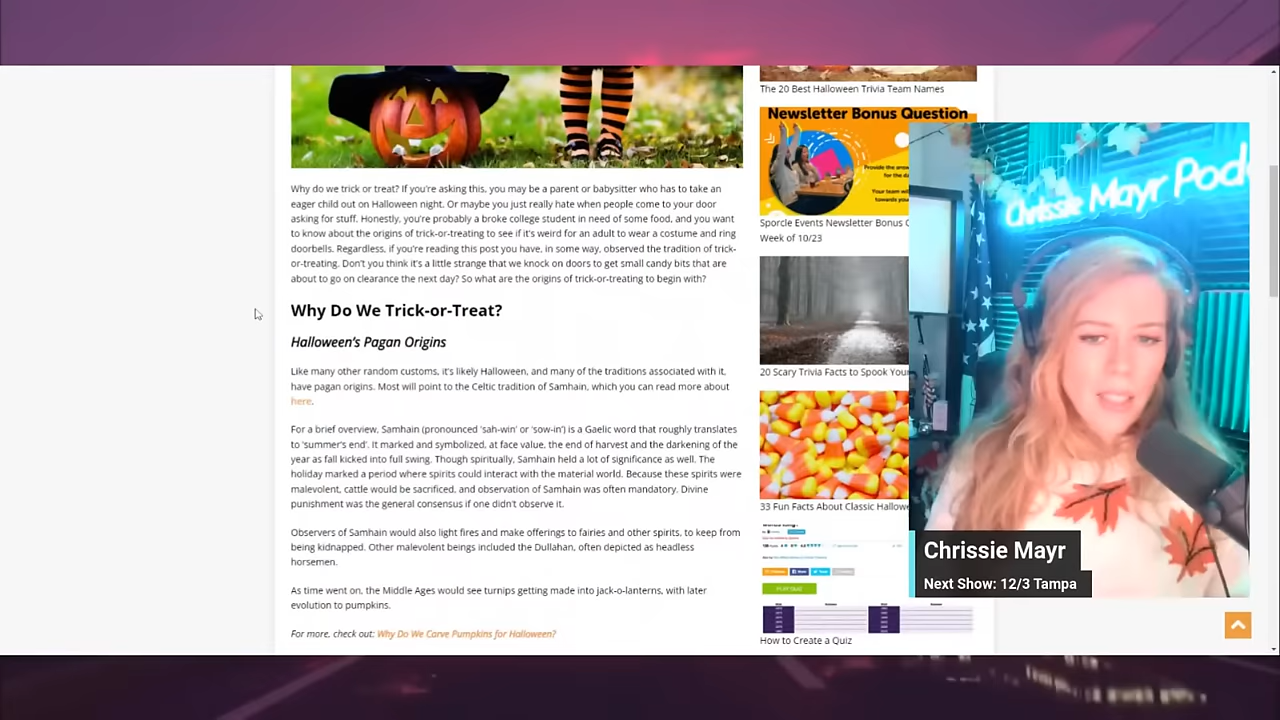 Why do we trick or treat? If you're asking this, you may be a parent or babysitter who has to take an
eager child out on Halloween night. Or maybe you just really hate when people come to your door
asking for stuff. Honestly, you're probably a broke college student in need of some food, and you want
to know about the origins of trick-or-treating to see if it's weird for an adult to wear a costume and ring
doorbells. Regardless, if you're reading this post you have, in some way, observed the tradition of trick-
or-treating. Don't you think it's a little strange that we knock on doors to get small candy bits that are
about to go on clearance the next day? So what are the origins of trick-or-treating to begin with?
Why Do We Trick-or-Treat?
Halloween's Pagan Origins
Like many other random customs, it's likely Halloween, and many of the traditions associated with it,
have pagan origins. Most will point to the Celtic tradition of Samhain, which you can read more about
here.
For a brief overview, Samhain (pronounced 'sah-win' or 'sow-in') is a Gaelic word that roughly translates
to 'summer's end'. It marked and symbolized, at face value, the end of harvest and the darkening of the
year as fall kicked into full swing. Though spiritually, Samhain held a lot of significance as well. The
holiday marked a period where spirits could interact with the material world. Because these spirits were
malevolent, cattle would be sacrificed, and observation of Samhain was often mandatory. Divine
punishment was the general consensus if one didn't observe it.
Observers of Samhain would also light fires and make offerings to fairies and other spirits, to keep from
being kidnapped. Other malevolent beings included the Dullahan, often depicted as headless
horsemen.
As time went on, the Middle Ages would see turnips getting made into jack-o-lanterns, with later
evolution to pumpkins.
For more, check out: Why Do We Carve Pumpkins for Halloween?
The 20 Best Halloween Trivia Team Names
Newsletter Bonus Question
Provide the
for the da
Your team
towards you
Sporcle Events Newsletter Bonus
Week of 10/23
20 Scary Trivia Facts to Spook Your
33 Fun Facts About Classic Hallow
How to Create a Quiz
Chrissie Mayr Pod
Chrissie Mayr
Next Show: 12/3 Tampa